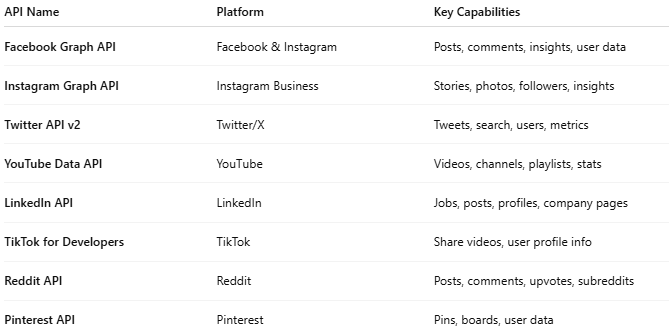 API Name Platform Key Capabilities
Facebook Graph API Facebook & Instagram Posts, comments, insights, user data
Instagram Graph API Instagram Business Stories, photos, followers, insights
Twitter API v2 Twitter/X Tweets, search, users, metrics
YouTube Data API YouTube Videos, channels, playlists, stats
LinkedIn API LinkedIn Jobs, posts, profiles, company pages
TikTok for Developers TikTok Share videos, user profile info
Reddit API Reddit Posts, comments, upvotes, subreddits
Pinterest API Pinterest Pins, boards, user data